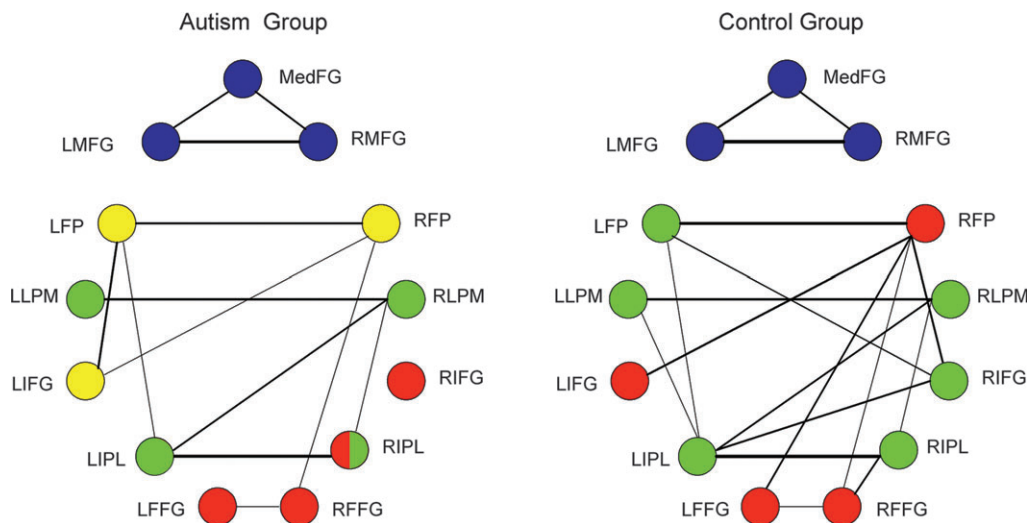 Autism Group
MedFG
LMFG
RMFG
LFP
RFP
LLPM
RLPM
LIFG
RIFG
LIPL
RIPL
LFFG
RFFG
Control Group
MedFG
LMFG
RMFG
LFP
RFP
LLPM
RLPM
LIFG
RIFG
LIPL
RIPL
LFFG
RFFG